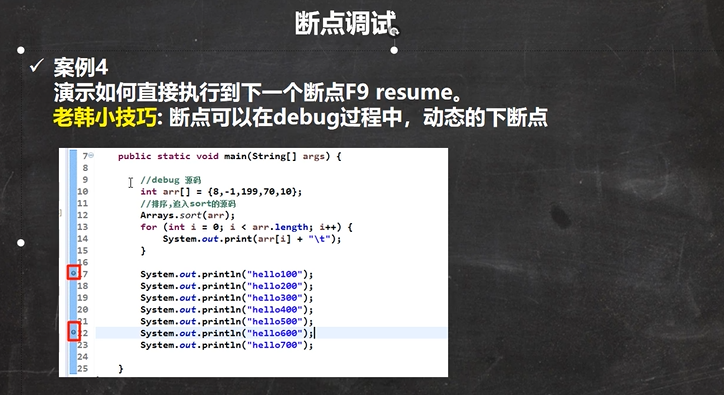 断点调试
✓ 案例4
演示如何直接执行到下一个断点F9 resume。
老韩小技巧: 断点可以在debug过程中，动态的下断点
7 public static void main(String[] args) {
8
9 //debug 源码
10 int arr[] = {8,-1,199,70,10};
11 //排序,追入sort的源码
12 Arrays.sort(arr);
13 for (int i = 0; i < arr.length; i++) {
14 System.out.print(arr[i] + "\t");
15 }
16
17 System.out.println("hello100");
18 System.out.println("hello200");
19 System.out.println("hello300");
20 System.out.println("hello400");
21 System.out.println("hello500");
22 System.out.println("hello600");
23 System.out.println("hello700");
24
25 }